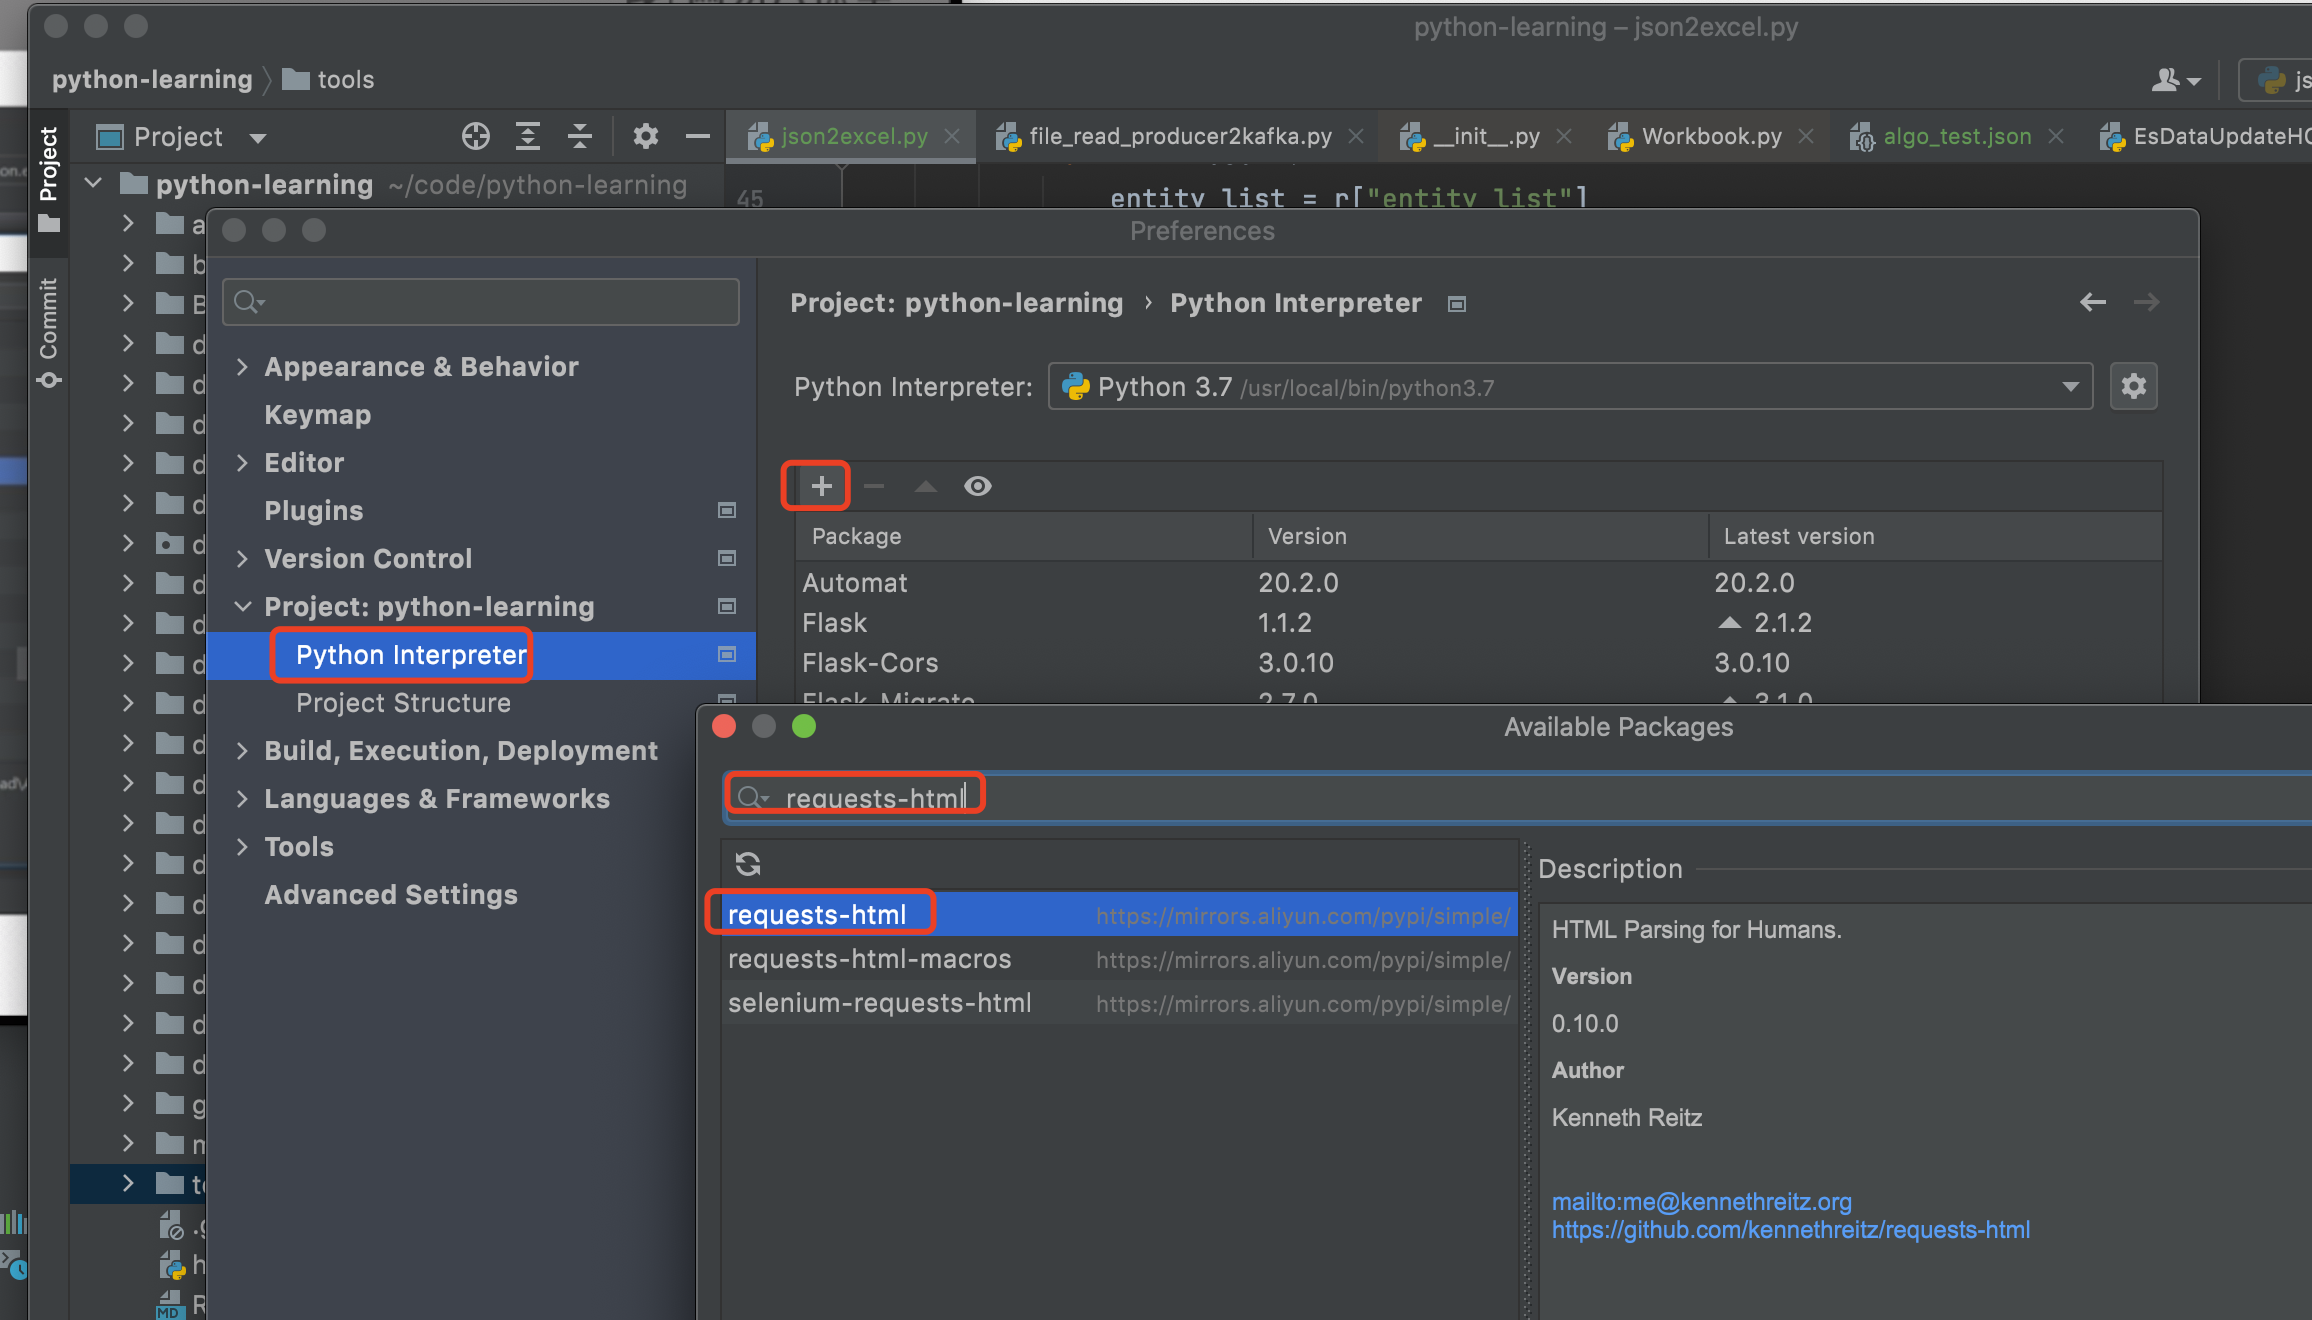 python-learning – json2excel.py
python-learning
tools
js
Project
Commit
Project
json2excel.py
file_read_producer2kafka.py
__init__.py
Workbook.py
algo_test.json
EsDataUpdateHC
python-learning ~/code/python-learning
45
entity_list = r["entity_list"]
Preferences
Appearance & Behavior
Keymap
Editor
Plugins
Version Control
Project: python-learning
Python Interpreter
Project Structure
Build, Execution, Deployment
Languages & Frameworks
Tools
Advanced Settings
Project: python-learning › Python Interpreter
Python Interpreter: Python 3.7 /usr/local/bin/python3.7
Package Version Latest version
Automat 20.2.0 20.2.0
Flask 1.1.2 2.1.2
Flask-Cors 3.0.10 3.0.10
Flask-Migrate 2.7.0 3.1.0
Available Packages
requests-html
requests-html https://mirrors.aliyun.com/pypi/simple/
requests-html-macros https://mirrors.aliyun.com/pypi/simple/
selenium-requests-html https://mirrors.aliyun.com/pypi/simple/
Description
HTML Parsing for Humans.
Version
0.10.0
Author
Kenneth Reitz
mailto:me@kennethreitz.org
https://github.com/kennethreitz/requests-html
MD